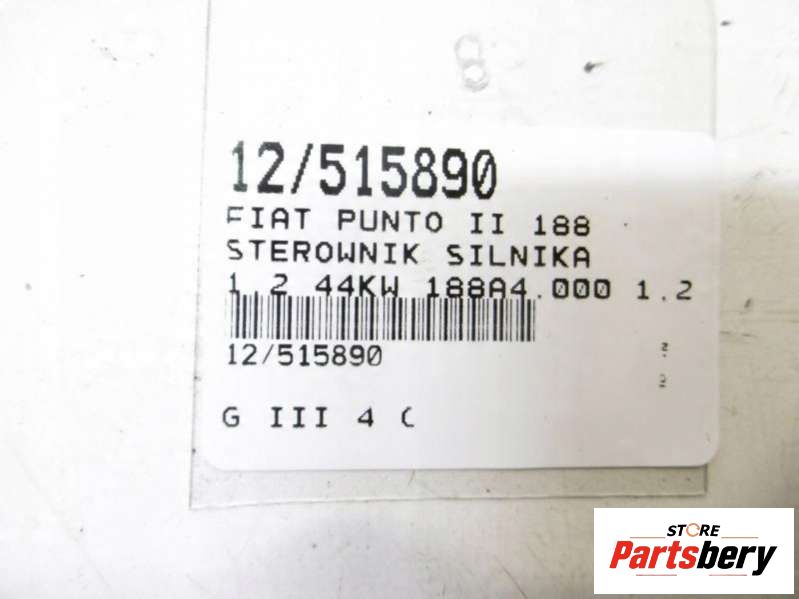 8
12/515890
FIAT PUNTO II 188
STEROWNIK SILNIKA
1.2 44KW 188A4.000 1.2
12/515890
G III 4 C
STORE
Partsbery